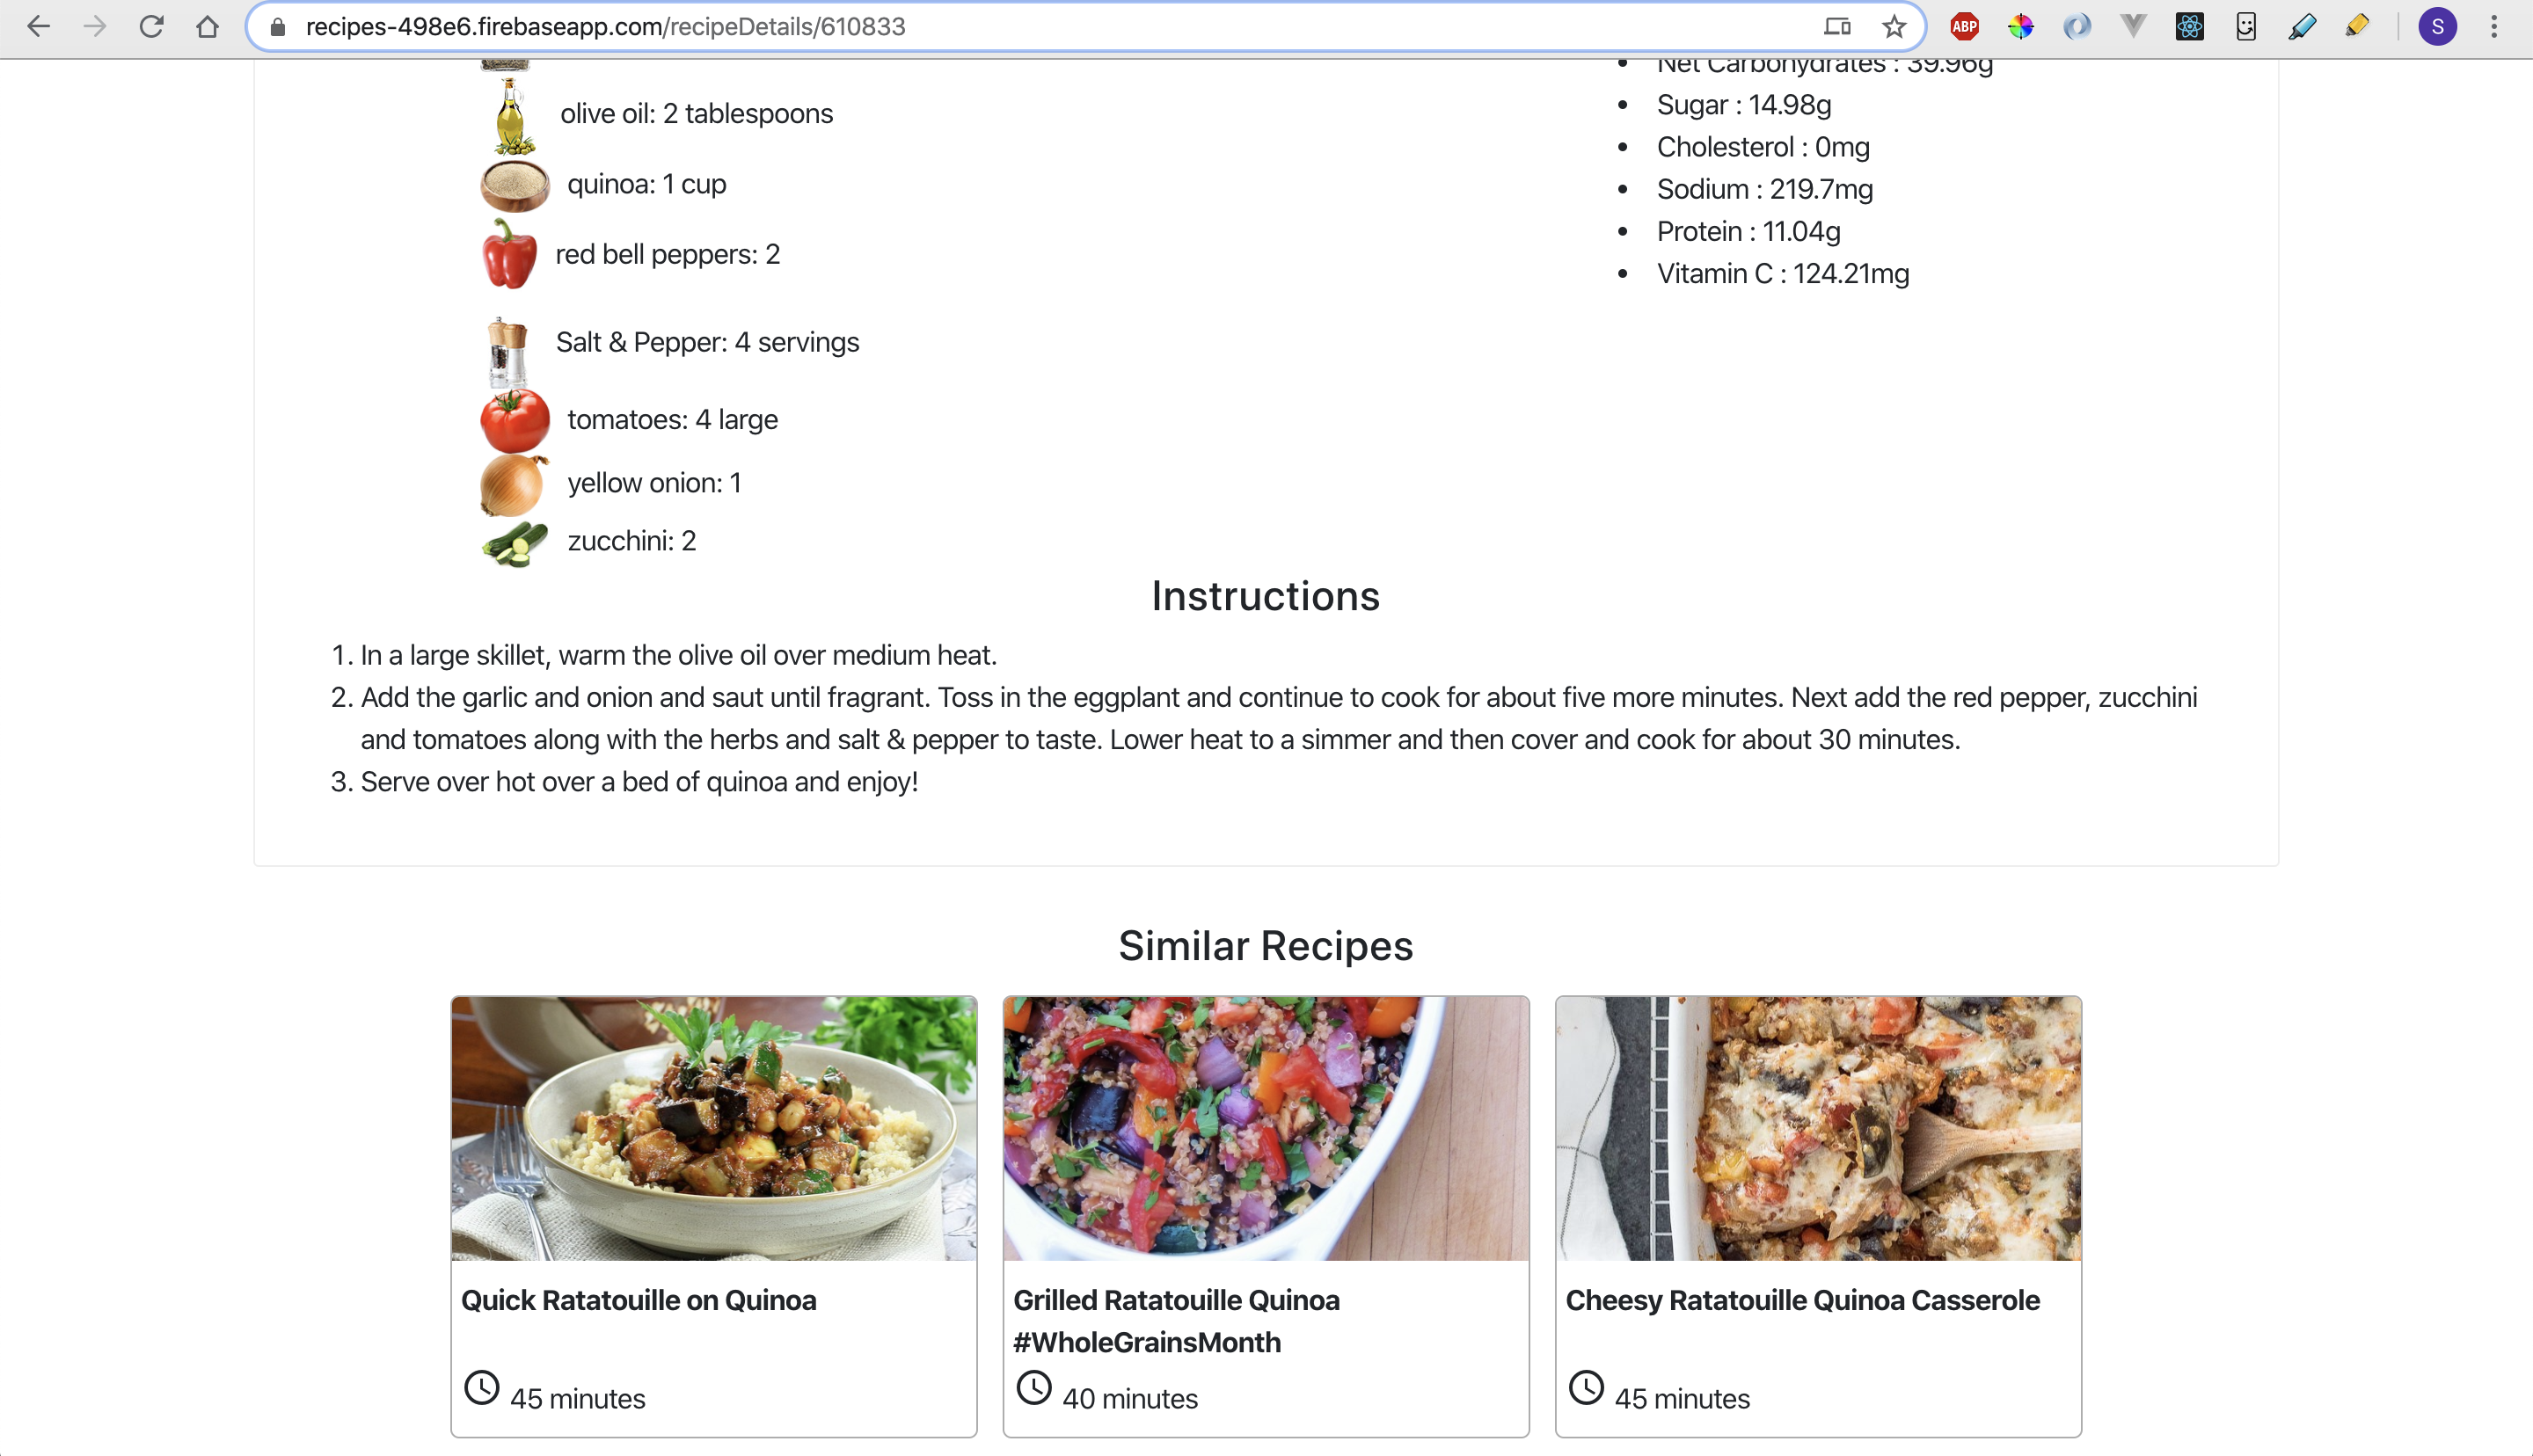 recipes-498e6.firebaseapp.com/recipeDetails/610833
ABP
S
olive oil: 2 tablespoons
quinoa: 1 cup
red bell peppers: 2
Salt & Pepper: 4 servings
tomatoes: 4 large
yellow onion: 1
zucchini: 2
Net Carbohydrates : 39.96g
Sugar : 14.98g
Cholesterol : 0mg
Sodium : 219.7mg
Protein : 11.04g
Vitamin C : 124.21mg
Instructions
1. In a large skillet, warm the olive oil over medium heat.
2. Add the garlic and onion and saut until fragrant. Toss in the eggplant and continue to cook for about five more minutes. Next add the red pepper, zucchini
and tomatoes along with the herbs and salt & pepper to taste. Lower heat to a simmer and then cover and cook for about 30 minutes.
3. Serve over hot over a bed of quinoa and enjoy!
Similar Recipes
Quick Ratatouille on Quinoa
45 minutes
Grilled Ratatouille Quinoa
#WholeGrainsMonth
40 minutes
Cheesy Ratatouille Quinoa Casserole
45 minutes